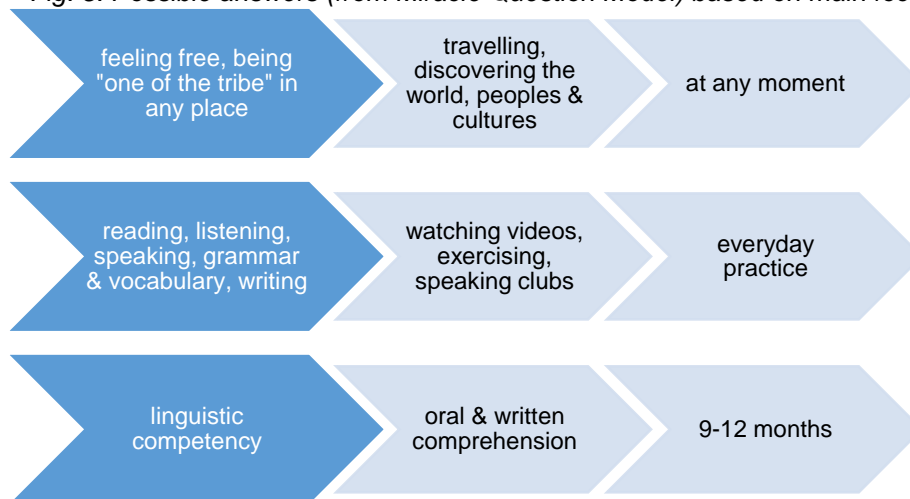 feeling free, being
"one of the tribe" in
any place
travelling,
discovering the
world, peoples &
cultures
at any moment
reading, listening,
speaking, grammar
& vocabulary, writing
watching videos,
exercising,
speaking clubs
everyday
practice
linguistic
competency
oral & written
comprehension
9-12 months